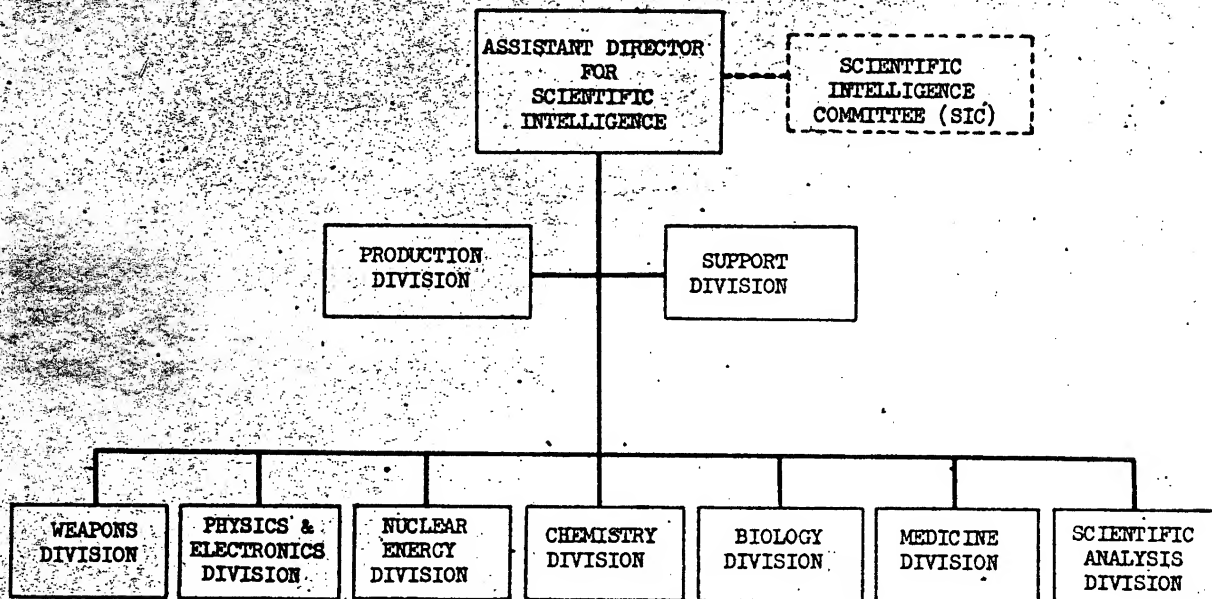 ASSISTANT DIRECTOR
FOR
SCIENTIFIC
INTELLIGENCE
SCIENTIFIC
INTELLIGENCE
COMMITTEE (SIC)
PRODUCTION
DIVISION
SUPPORT
DIVISION
WEAPONS
DIVISION
PHYSICS &
ELECTRONICS
DIVISION
NUCLEAR
ENERGY
DIVISION
CHEMISTRY
DIVISION
BIOLOGY
DIVISION
MEDICINE
DIVISION
SCIENTIFIC
ANALYSIS
DIVISION